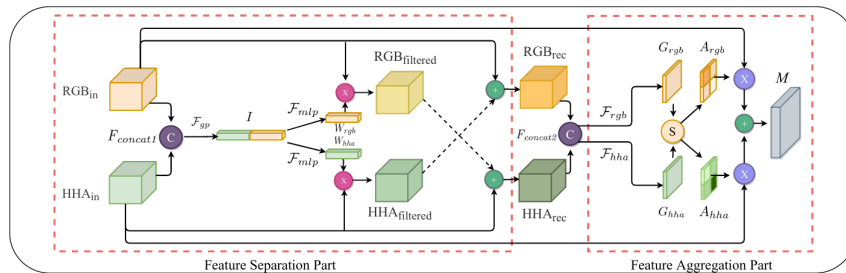 RGB_in
HHA_in
F_concat1
C
F_gp
I
F_mlp
F_mlp
W_rgb
W_hha
x
x
RGB_filtered
HHA_filtered
+
+
RGB_rec
HHA_rec
F_concat2
C
F_rgb
F_hha
G_rgb
G_hha
S
A_rgb
A_hha
X
+
X
M
Feature Separation Part
Feature Aggregation Part